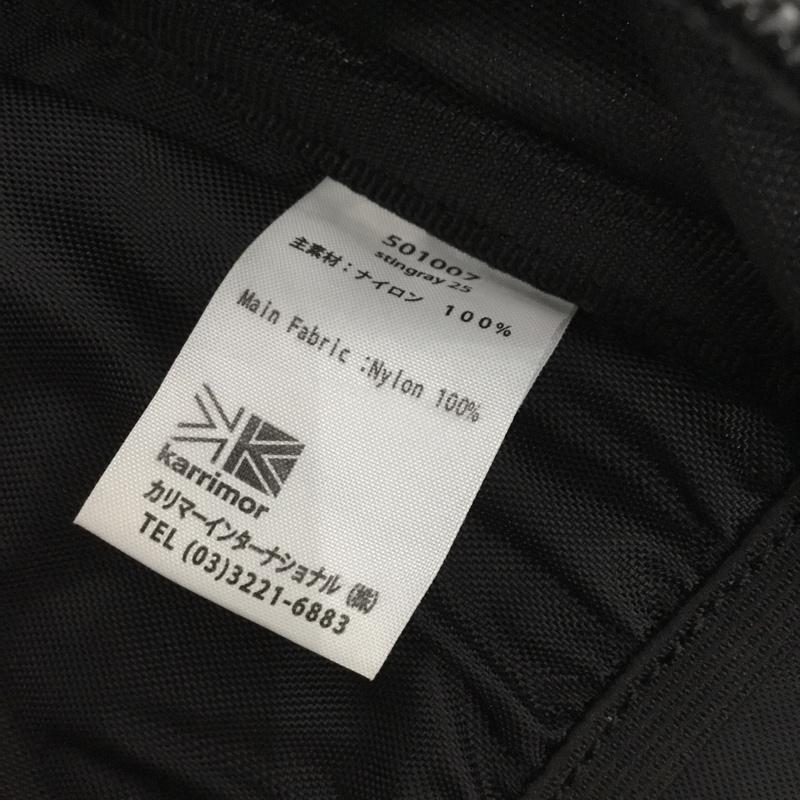 501007
stingray 25
主素材：ナイロン 100%
Main Fabric :Nylon 100%
karrimor
カリマーインターナショナル（株）
TEL (03)3221-6883